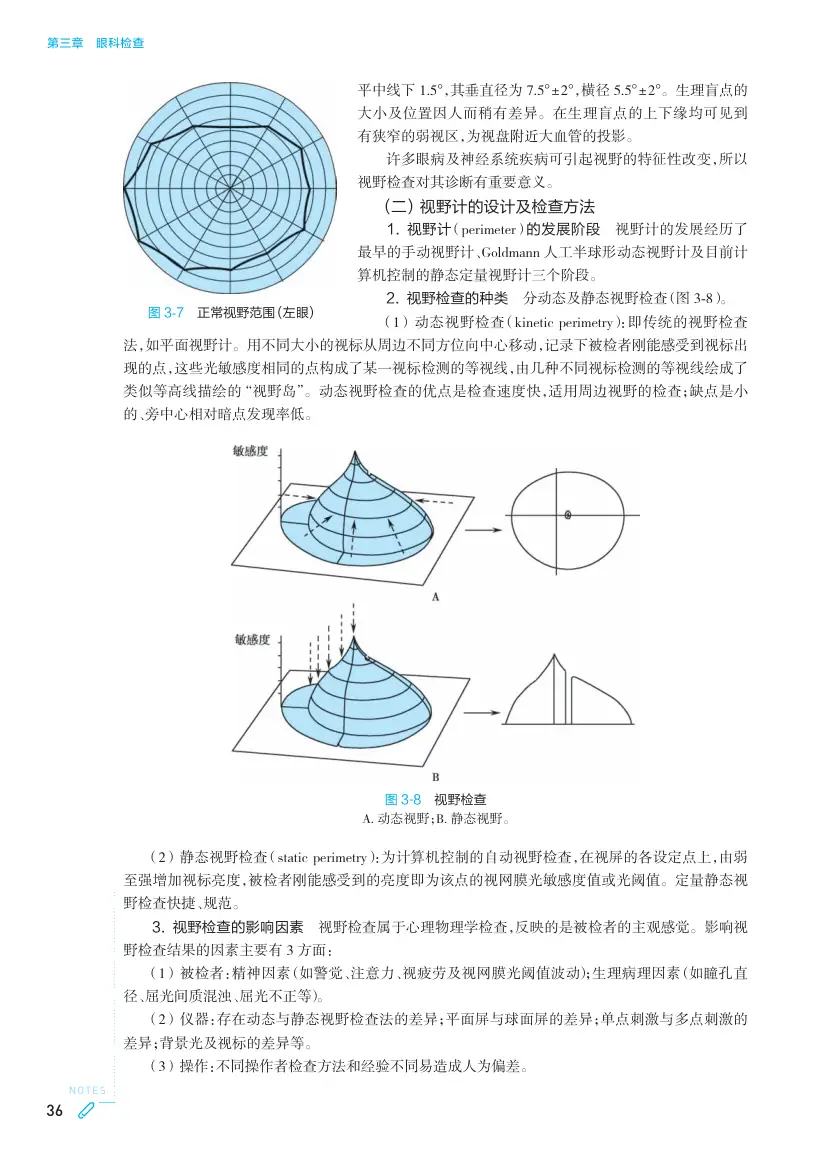 第三章　眼科检查
平中线下 1.5°,其垂直径为 7.5°±2°,横径 5.5°±2°。生理盲点的
大小及位置因人而稍有差异。在生理盲点的上下缘均可见到
有狭窄的弱视区,为视盘附近大血管的投影。
许多眼病及神经系统疾病可引起视野的特征性改变,所以
视野检查对其诊断有重要意义。
（二）视野计的设计及检查方法
1. 视野计（perimeter）的发展阶段　视野计的发展经历了
最早的手动视野计、Goldmann 人工半球形动态视野计及目前计
算机控制的静态定量视野计三个阶段。
2. 视野检查的种类　分动态及静态视野检查（图 3-8）。
图 3-7　正常视野范围（左眼）
（1）动态视野检查（kinetic perimetry）:即传统的视野检查
法,如平面视野计。用不同大小的视标从周边不同方位向中心移动,记录下被检者刚能感受到视标出
现的点,这些光敏感度相同的点构成了某一视标检测的等视线,由几种不同视标检测的等视线绘成了
类似等高线描绘的 “视野岛”。动态视野检查的优点是检查速度快,适用周边视野的检查;缺点是小
的、旁中心相对暗点发现率低。
敏感度
A
敏感度
B
图 3-8　视野检查
A. 动态视野;B. 静态视野。
（2）静态视野检查（static perimetry）:为计算机控制的自动视野检查,在视屏的各设定点上,由弱
至强增加视标亮度,被检者刚能感受到的亮度即为该点的视网膜光敏感度值或光阈值。定量静态视
野检查快捷、规范。
3. 视野检查的影响因素　视野检查属于心理物理学检查,反映的是被检者的主观感觉。影响视
野检查结果的因素主要有 3 方面:
（1）被检者:精神因素（如警觉、注意力、视疲劳及视网膜光阈值波动）;生理病理因素（如瞳孔直
径、屈光间质混浊、屈光不正等）。
（2）仪器:存在动态与静态视野检查法的差异;平面屏与球面屏的差异;单点刺激与多点刺激的
差异;背景光及视标的差异等。
（3）操作:不同操作者检查方法和经验不同易造成人为偏差。
NOTES
36